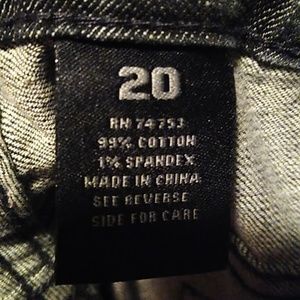 20
RN 74753
99% COTTON
1% SPANDEX
MADE IN CHINA
SEE REVERSE
SIDE FOR CARE